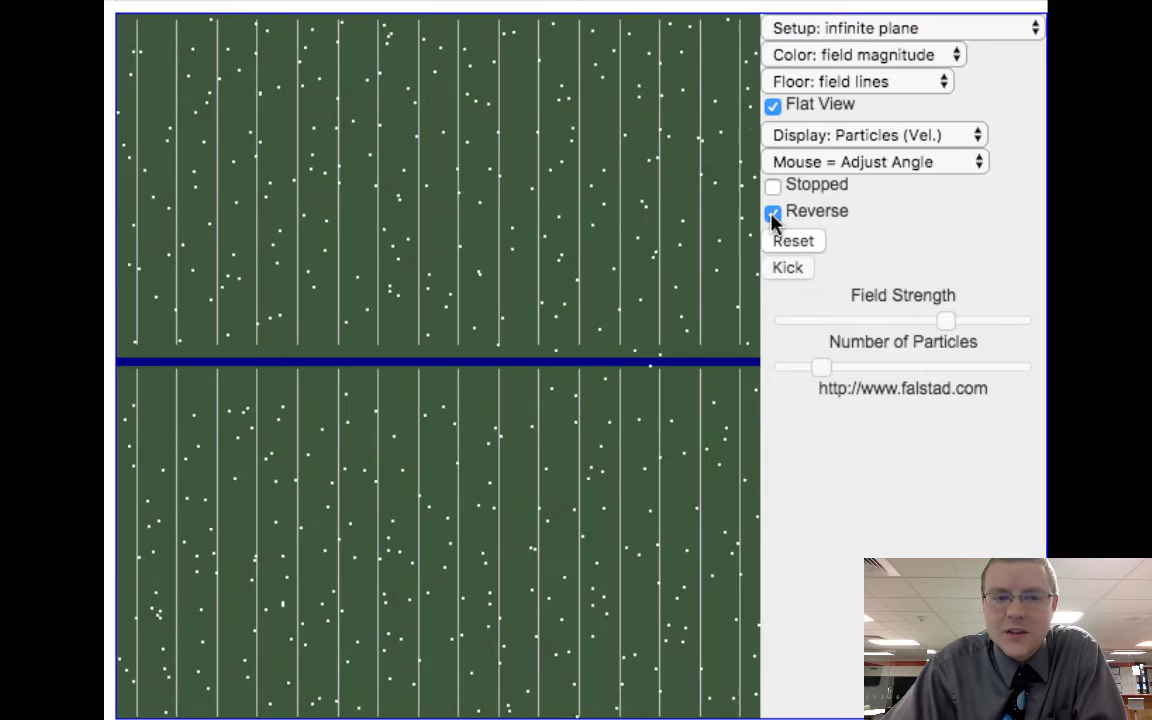 Setup: infinite plane
Color: field magnitude
Floor: field lines
Flat View
Display: Particles (Vel.)
Mouse = Adjust Angle
Stopped
Reverse
Reset
Kick
Field Strength
Number of Particles
http://www.falstad.com